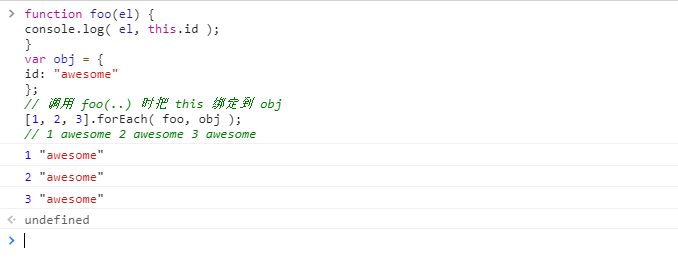 function foo(el) {
console.log( el, this.id );
}
var obj = {
id: "awesome"
};
// 调用 foo(..) 时把 this 绑定到 obj
[1, 2, 3].forEach( foo, obj );
// 1 awesome 2 awesome 3 awesome
1 "awesome"
2 "awesome"
3 "awesome"
undefined